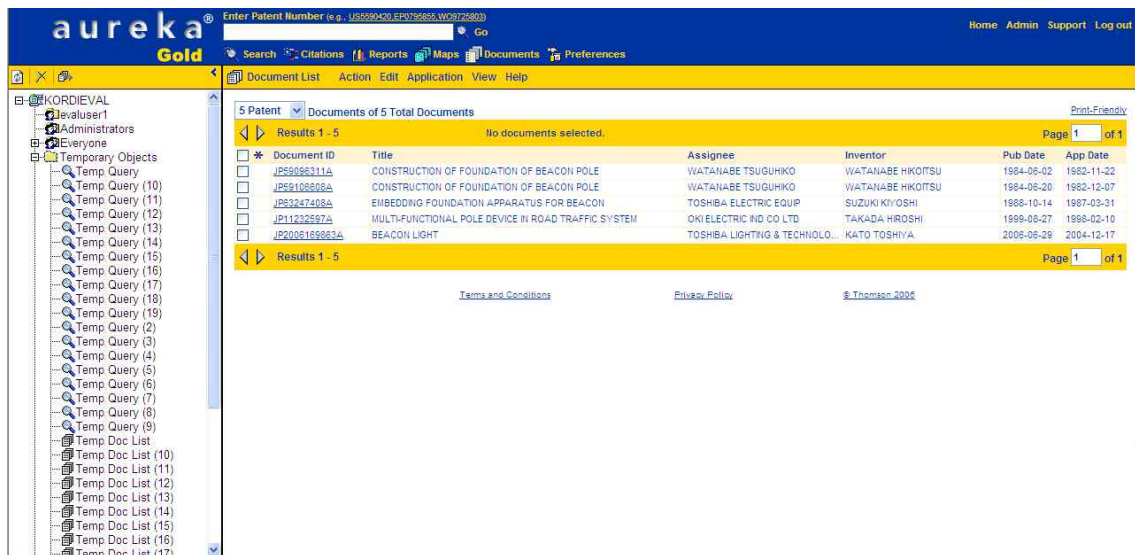 aureka®
Gold
Enter Patent Number (e.g., US5590420,EP0795855,WO9725803)
Go
Home Admin Support Log out
Search Citations Reports Maps Documents Preferences
Document List Action Edit Application View Help
KORDIEVAL
evaluser1
Administrators
Everyone
Temporary Objects
Temp Query
Temp Query (10)
Temp Query (11)
Temp Query (12)
Temp Query (13)
Temp Query (14)
Temp Query (15)
Temp Query (16)
Temp Query (17)
Temp Query (18)
Temp Query (19)
Temp Query (2)
Temp Query (3)
Temp Query (4)
Temp Query (5)
Temp Query (6)
Temp Query (7)
Temp Query (8)
Temp Query (9)
Temp Doc List
Temp Doc List (10)
Temp Doc List (11)
Temp Doc List (12)
Temp Doc List (13)
Temp Doc List (14)
Temp Doc List (15)
Temp Doc List (16)
Temp Doc List (17)
5 Patent Documents of 5 Total Documents Print-Friendly
Results 1 - 5 No documents selected. Page 1 of 1
* Document ID Title Assignee Inventor Pub Date App Date
JP59096311A CONSTRUCTION OF FOUNDATION OF BEACON POLE WATANABE TSUGUHIKO WATANABE HIKOITSU 1984-06-02 1982-11-22
JP59106608A CONSTRUCTION OF FOUNDATION OF BEACON POLE WATANABE TSUGUHIKO WATANABE HIKOITSU 1984-06-20 1982-12-07
JP63247408A EMBEDDING FOUNDATION APPARATUS FOR BEACON TOSHIBA ELECTRIC EQUIP SUZUKI KIYOSHI 1988-10-14 1987-03-31
JP11232597A MULTI-FUNCTIONAL POLE DEVICE IN ROAD TRAFFIC SYSTEM OKI ELECTRIC IND CO LTD TAKADA HIROSHI 1999-08-27 1998-02-10
JP2006169863A BEACON LIGHT TOSHIBA LIGHTING & TECHNOLO... KATO TOSHIYA 2006-06-29 2004-12-17
Results 1 - 5 Page 1 of 1
Terms and Conditions Privacy Policy © Thomson 2006